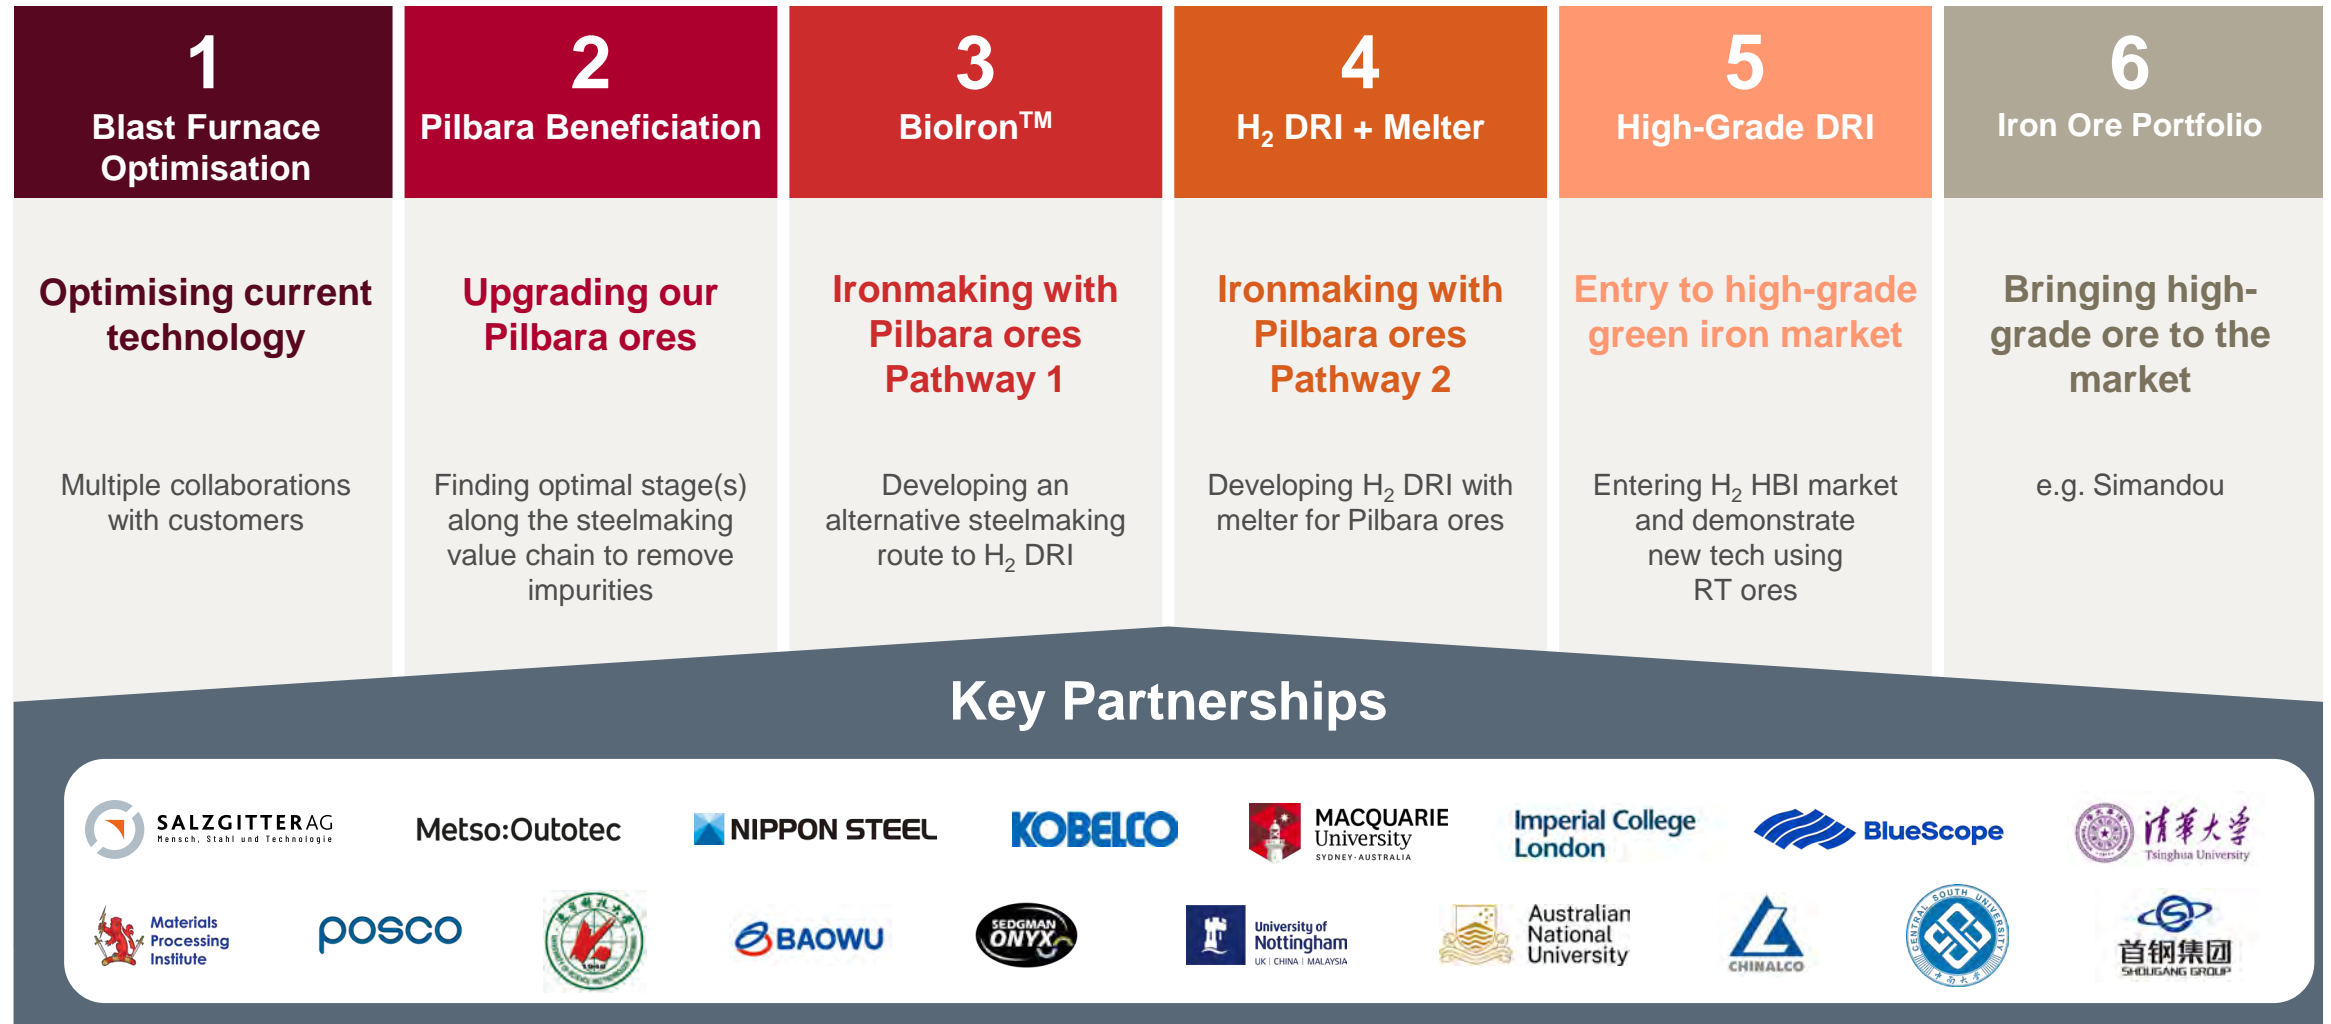 1
Blast Furnace
Optimisation
Optimising current
technology
Multiple collaborations
with customers
2
Pilbara Beneficiation
Upgrading our
Pilbara ores
Finding optimal stage(s)
along the steelmaking
value chain to remove
impurities
3
BioIron™
Ironmaking with
Pilbara ores
Pathway 1
Developing an
alternative steelmaking
route to H₂ DRI
4
H₂ DRI + Melter
Ironmaking with
Pilbara ores
Pathway 2
Developing H₂ DRI with
melter for Pilbara ores
5
High-Grade DRI
Entry to high-grade
green iron market
Entering H₂ HBI market
and demonstrate
new tech using
RT ores
6
Iron Ore Portfolio
Bringing high-
grade ore to the
market
e.g. Simandou
Key Partnerships
SALZGITTER AG
Mensch, Stahl und Technologie
Metso:Outotec
NIPPON STEEL
KOBELCO
MACQUARIE
University
SYDNEY·AUSTRALIA
Imperial College
London
BlueScope
清華大学
Tsinghua University
Materials
Processing
Institute
posco
1948
BAOWU
SEDGMAN
ONYX
University of
Nottingham
UK | CHINA | MALAYSIA
Australian
National
University
CHINALCO
CENTRAL SOUTH UNIVERSITY
中南大学
首钢集团
SHOUGANG GROUP